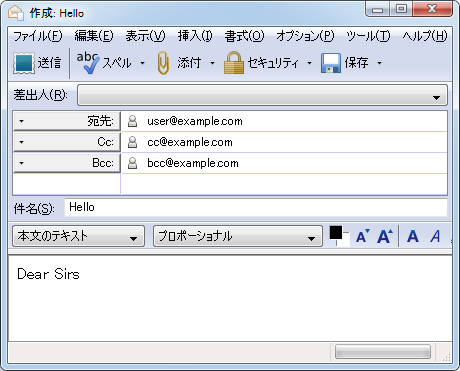 作成: Hello
ファイル(F) 編集(E) 表示(V) 挿入(I) 書式(O) オプション(P) ツール(T) ヘルプ(H)
送信 abc スペル 添付 セキュリティ 保存
差出人(R):
宛先: user@example.com
Cc: cc@example.com
Bcc: bcc@example.com
件名(S): Hello
本文のテキスト プロポーショナル A A A A
Dear Sirs